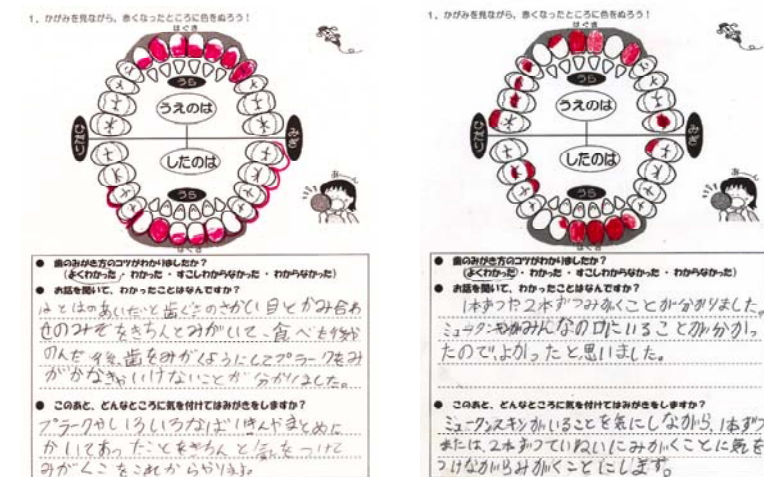 1、かがみを見ながら、赤くなったところに色をぬろう！
はぐき
うら
うえのは
ひだり
みぎ
したのは
うら
はぐき
あ〜ん
● 歯のみがき方のコツがわかりましたか？
（よくわかった・わかった・すこしわからなかった・わからなかった）
● お話を聞いて、わかったことはなんですか？
はとはのあいだと歯ぐきのさかい目とかみ合わ
せのみぞをきちんとみがいて、食べた後か
のんだ後、歯をみがくようにしてプラークをみ
がかなきゃいけないことが分かりました。
● このあと、どんなところに気を付けてはみがきをしますか？
プラークやいろいろなばい
かいてあったことをきちんと気をつけて
みがくことをこれからやります。
1、かがみを見ながら、赤くなったところに色をぬろう！
はぐき
うら
うえのは
ひだり
みぎ
したのは
うら
はぐき
あ〜ん
● 歯のみがき方のコツがわかりましたか？
（よくわかった・わかった・すこしわからなかった・わからなかった）
● お話を聞いて、わかったことはなんですか？
1本ずつた2本ずつみがくことが分かりました。
ミュータンスみんなの口にいることが分かっ
たので、よかったと思いました。
● このあと、どんなところに気を付けてはみがきをしますか？
ミュータンスキンがいることを気にしながら、1本ずつ
または、2本ずつていねいにみがくことに気を
つけながらみがくことにします。